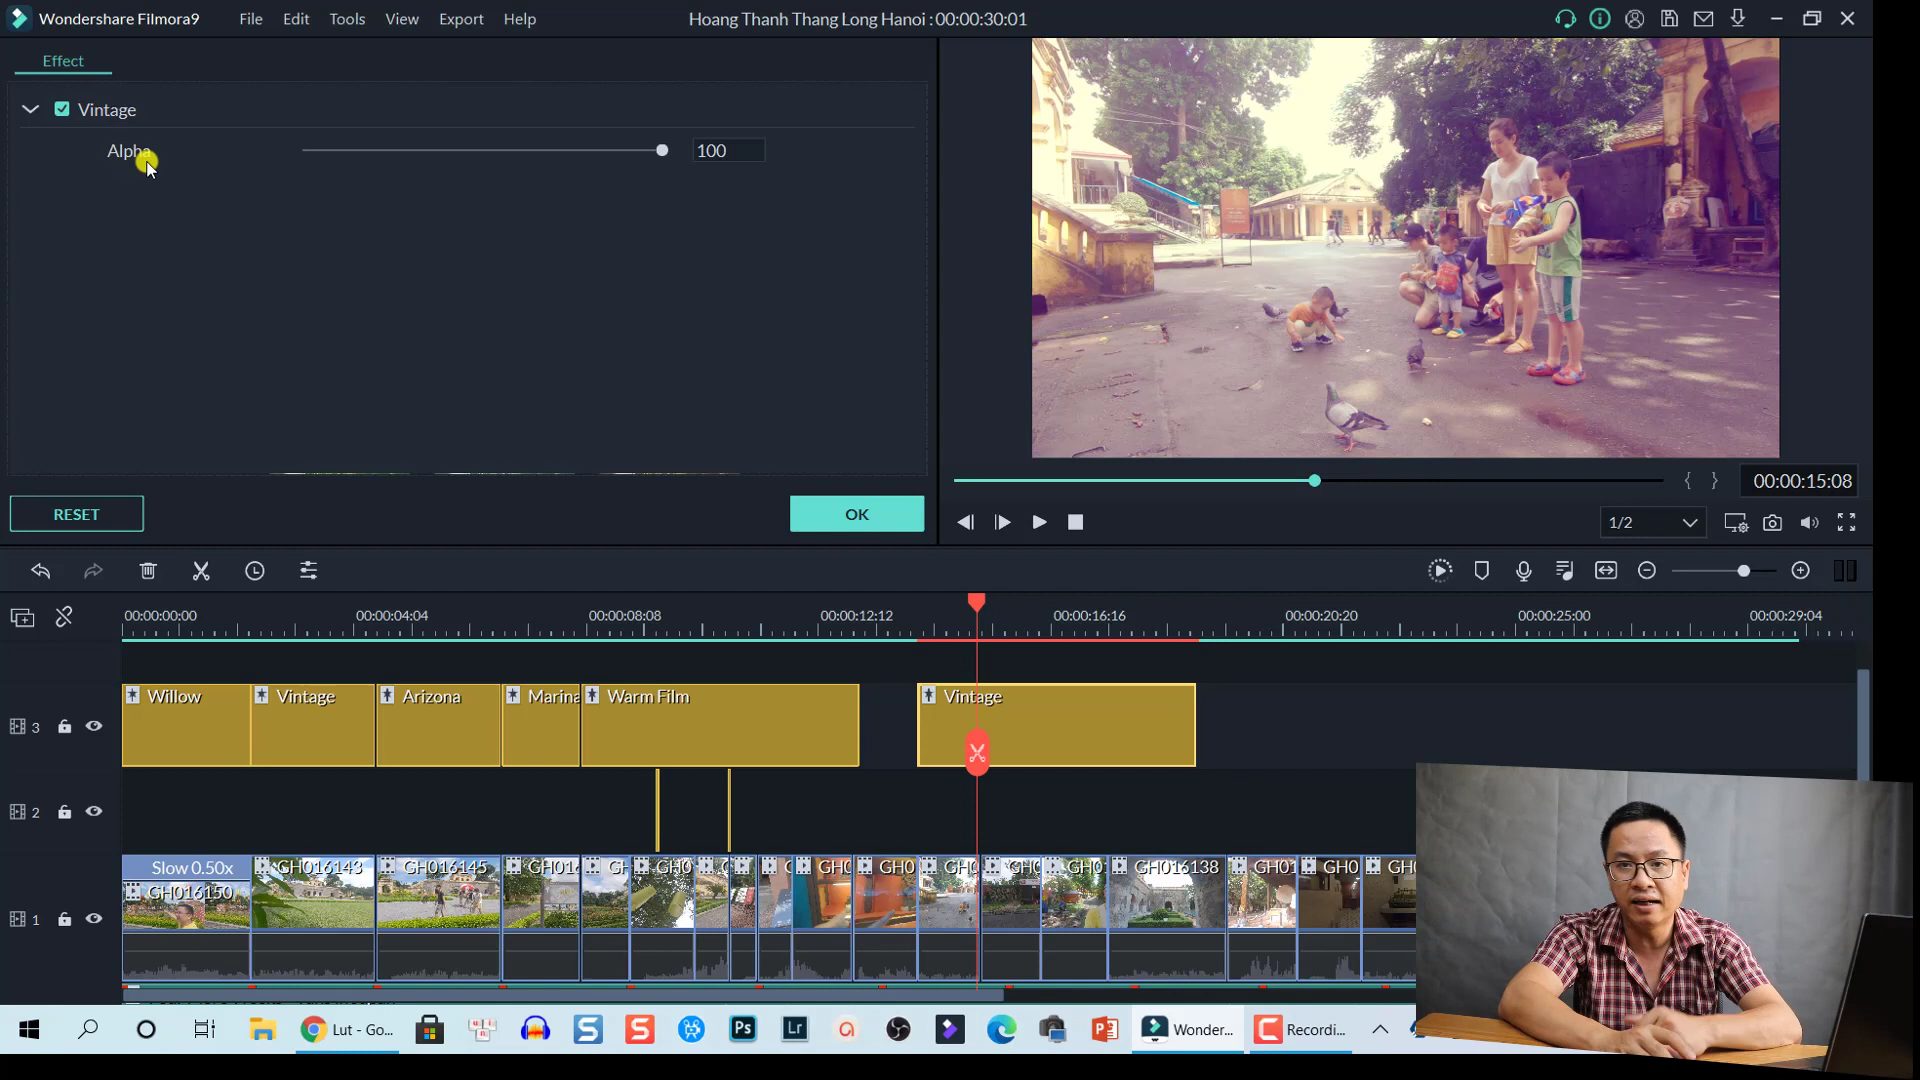 Wondershare Filmora9
File Edit Tools View Export Help
Hoang Thanh Thang Long Hanoi : 00:00:30:01
Effect
Vintage
Alpha
100
RESET
OK
{ }
00:00:15:08
1/2
00:00:00:00 00:00:04:04 00:00:08:08 00:00:12:12 00:00:16:16 00:00:20:20 00:00:25:00 00:00:29:04
3
Willow
Vintage
Arizona
Marina
Warm Film
Vintage
2
1
Slow 0.50x
GH016150
GH016143
GH016145
GH016138
Lut - Go...
Ps
Lr
Wonder...
Recordi...